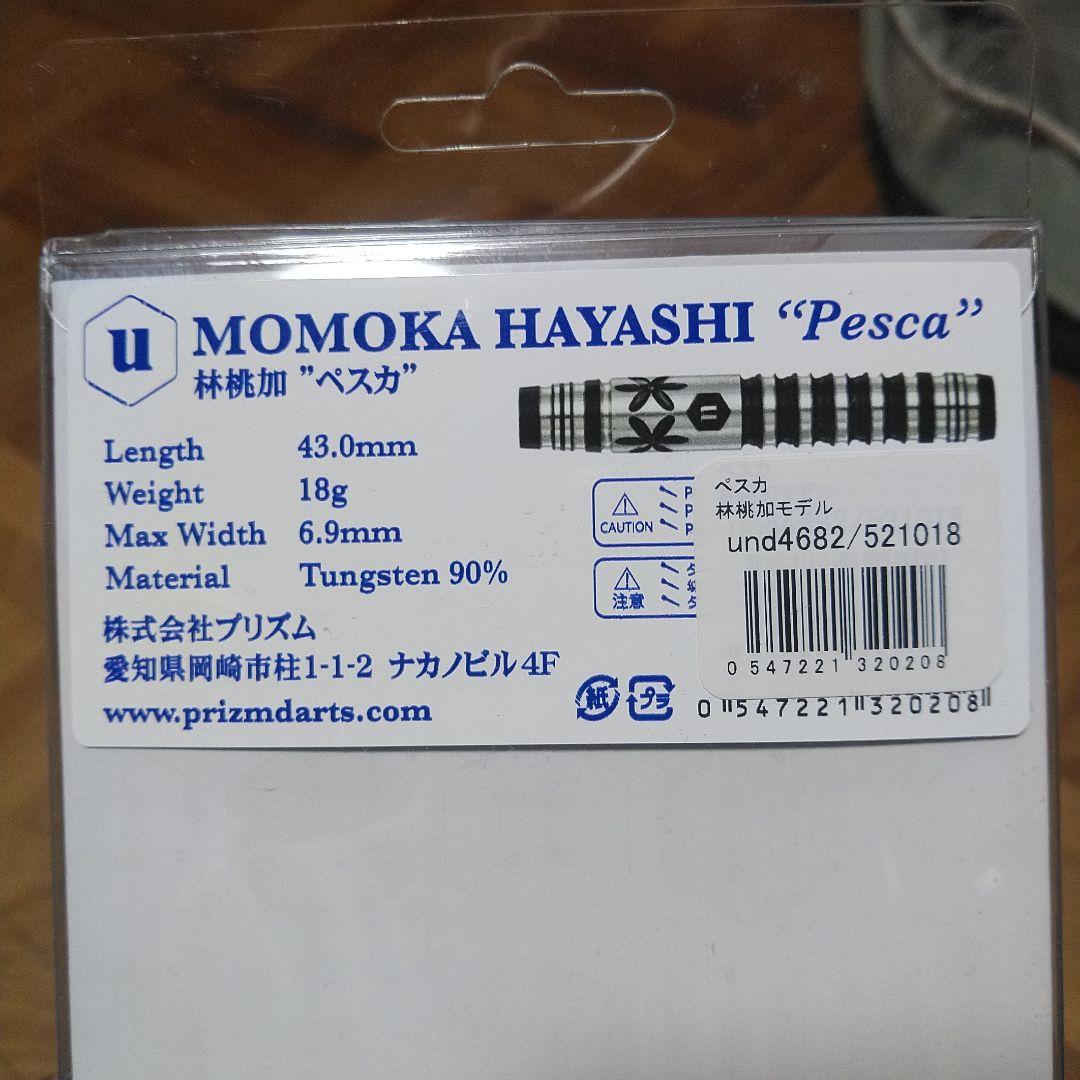 u
MOMOKA HAYASHI “Pesca”
林桃加 ”ペスカ”
Length 43.0mm
Weight 18g
Max Width 6.9mm
Material Tungsten 90%
株式会社プリズム
愛知県岡崎市柱1-1-2 ナカノビル4F
www.prizmdarts.com
u
CAUTION
注意
ペスカ
林桃加モデル
und4682/521018
0 547221 320208
紙
プラ
0 547221 320208